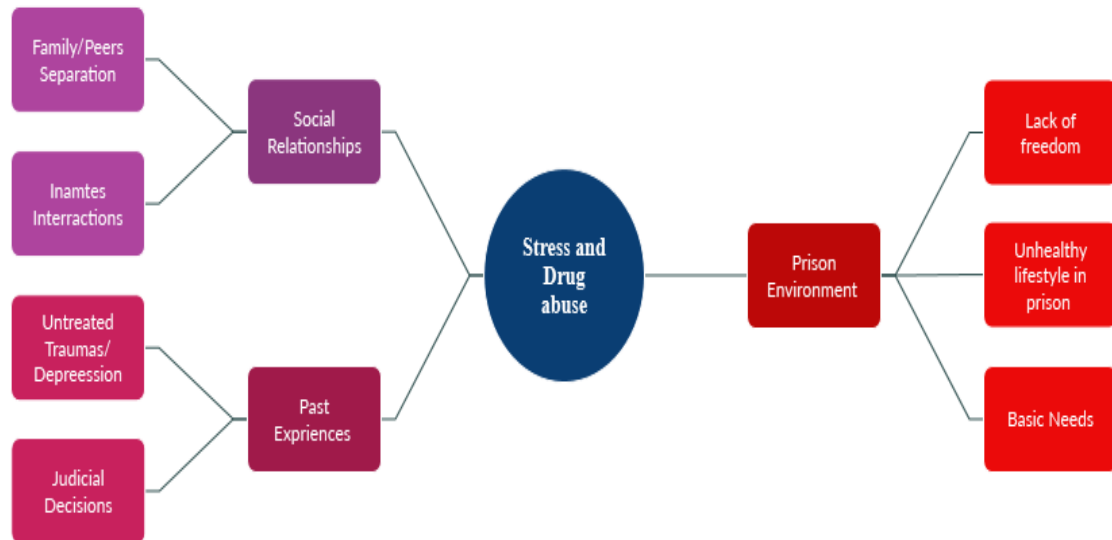 Family/Peers
Separation
Social
Relationships
Inamtes
Interractions
Untreated
Traumas/
Depreession
Past
Expriences
Judicial
Decisions
Stress and
Drug
abuse
Prison
Environment
Lack of
freedom
Unhealthy
lifestyle in
prison
Basic Needs